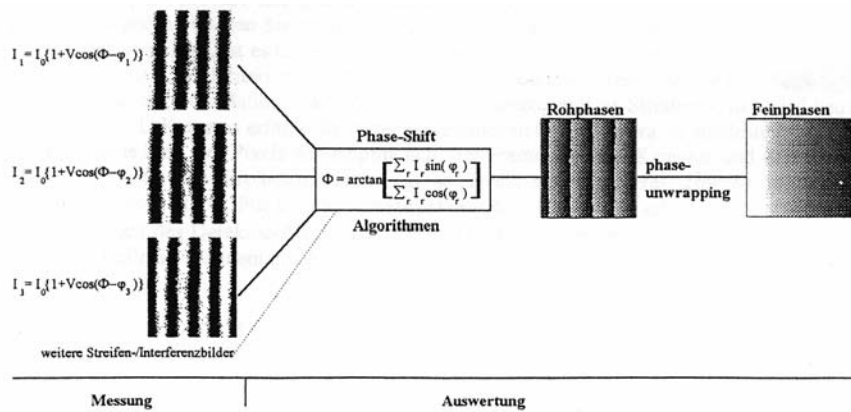 I₁ = I₀{1+Vcos(Φ−φ₁)}
I₂ = I₀{1+Vcos(Φ−φ₂)}
I₃ = I₀{1+Vcos(Φ−φ₃)}
weitere Streifen-/Interferenzbilder
Phase-Shift
Φ = arctan[ Σᵣ Iᵣ sin(φᵣ) / Σᵣ Iᵣ cos(φᵣ) ]
Algorithmen
Rohphasen
phase-
unwrapping
Feinphasen
Messung
Auswertung